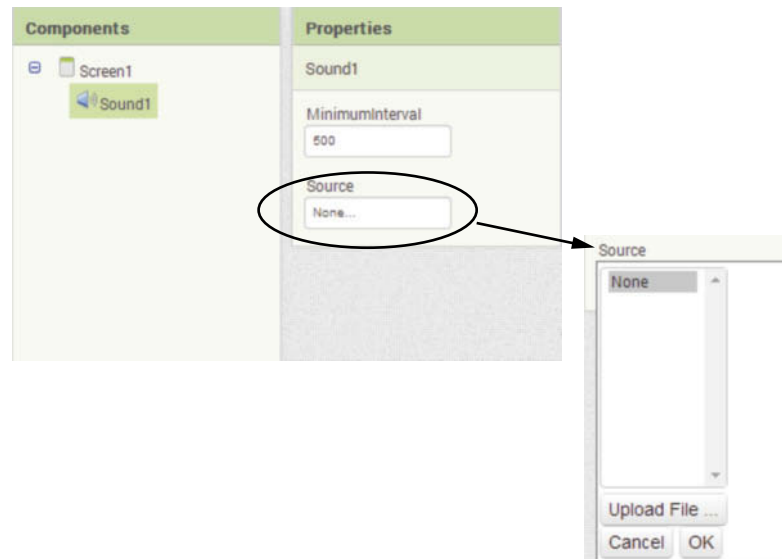 Components
Screen1
Sound1
Properties
Sound1
MinimumInterval
500
Source
None...
Source
None
Upload File ...
Cancel OK